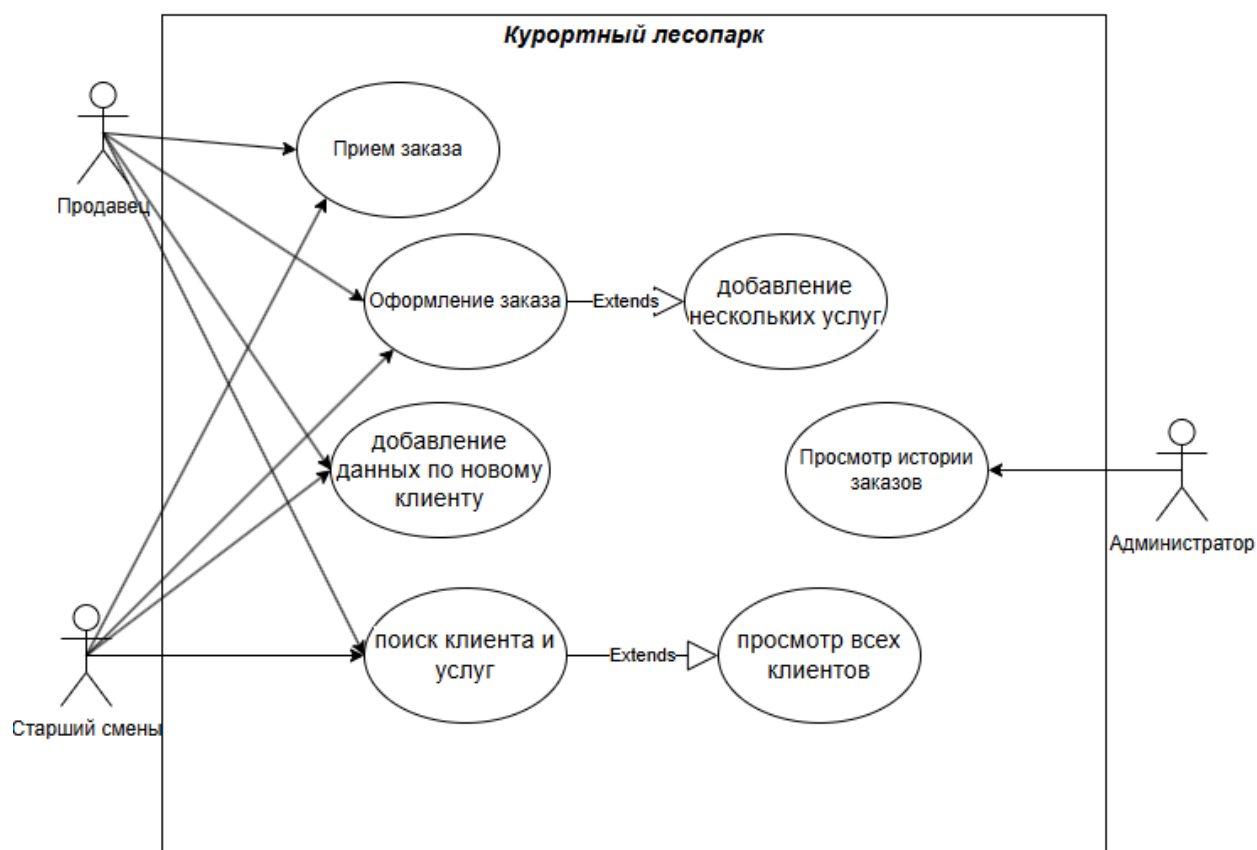 Курортный лесопарк
Прием заказа
Продавец
Оформление заказа
Extends
добавление
нескольких услуг
добавление
данных по новому
клиенту
Просмотр истории
заказов
Администратор
поиск клиента и
услуг
Extends
просмотр всех
клиентов
Старший смены